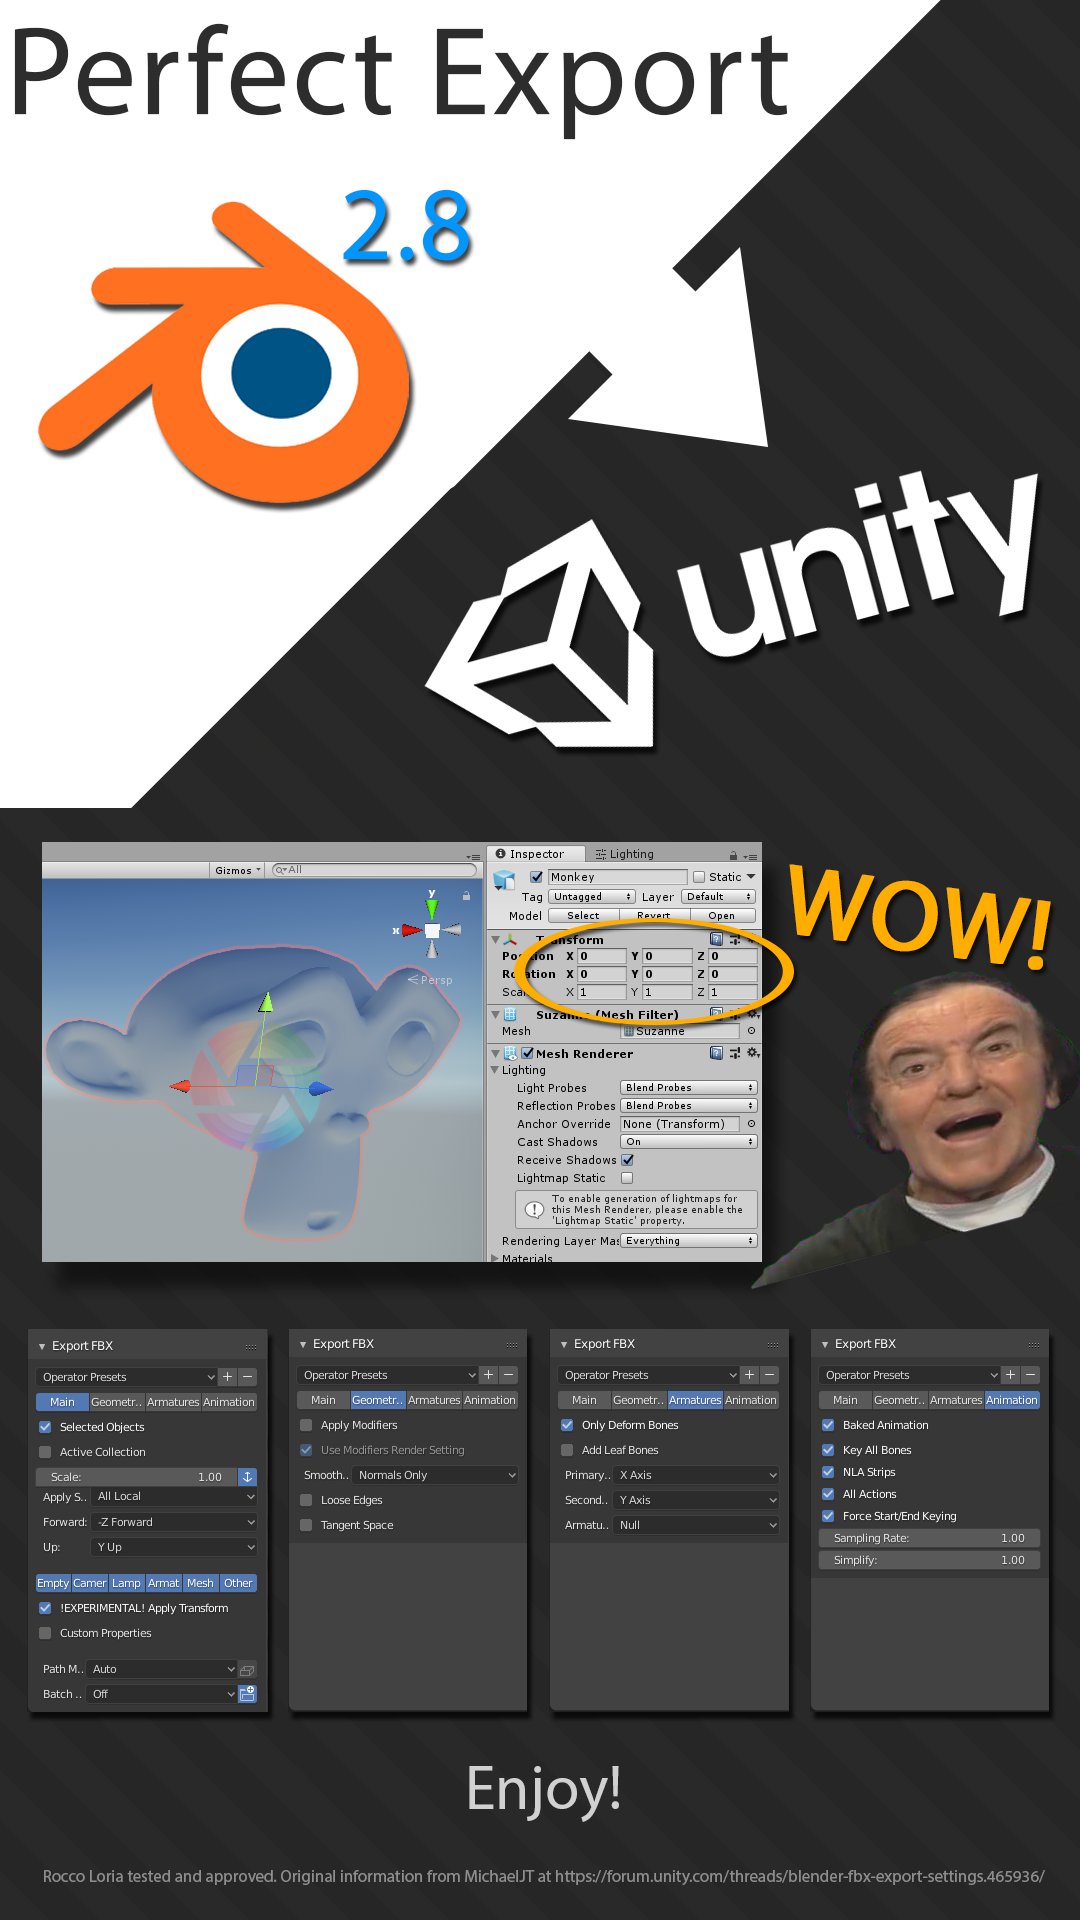 Perfect Export
2.8
unity
Inspector
Lighting
Gizmos
All
Monkey
Static
Tag Untagged Layer Default
Model Select Revert Open
y
x
Persp
Transform
Position X 0 Y 0 Z 0
Rotation X 0 Y 0 Z 0
Scale X 1 Y 1 Z 1
Suzanne (Mesh Filter)
Mesh Suzanne
Mesh Renderer
Lighting
Light Probes Blend Probes
Reflection Probes Blend Probes
Anchor Override None (Transform)
Cast Shadows On
Receive Shadows
Lightmap Static
To enable generation of lightmaps for
this Mesh Renderer, please enable the
'Lightmap Static' property.
Rendering Layer Mas Everything
Materials
WOW!
Export FBX
Operator Presets
Main Geometr.. Armatures Animation
Selected Objects
Active Collection
Scale: 1.00
Apply S.. All Local
Forward: -Z Forward
Up: Y Up
Empty Camer Lamp Armat Mesh Other
!EXPERIMENTAL! Apply Transform
Custom Properties
Path M.. Auto
Batch .. Off
Export FBX
Operator Presets
Main Geometr.. Armatures Animation
Apply Modifiers
Use Modifiers Render Setting
Smooth.. Normals Only
Loose Edges
Tangent Space
Export FBX
Operator Presets
Main Geometr.. Armatures Animation
Only Deform Bones
Add Leaf Bones
Primary.. X Axis
Second.. Y Axis
Armatu.. Null
Export FBX
Operator Presets
Main Geometr.. Armatures Animation
Baked Animation
Key All Bones
NLA Strips
All Actions
Force Start/End Keying
Sampling Rate: 1.00
Simplify: 1.00
Enjoy!
Rocco Loria tested and approved. Original information from MichaelJT at https://forum.unity.com/threads/blender-fbx-export-settings.465936/